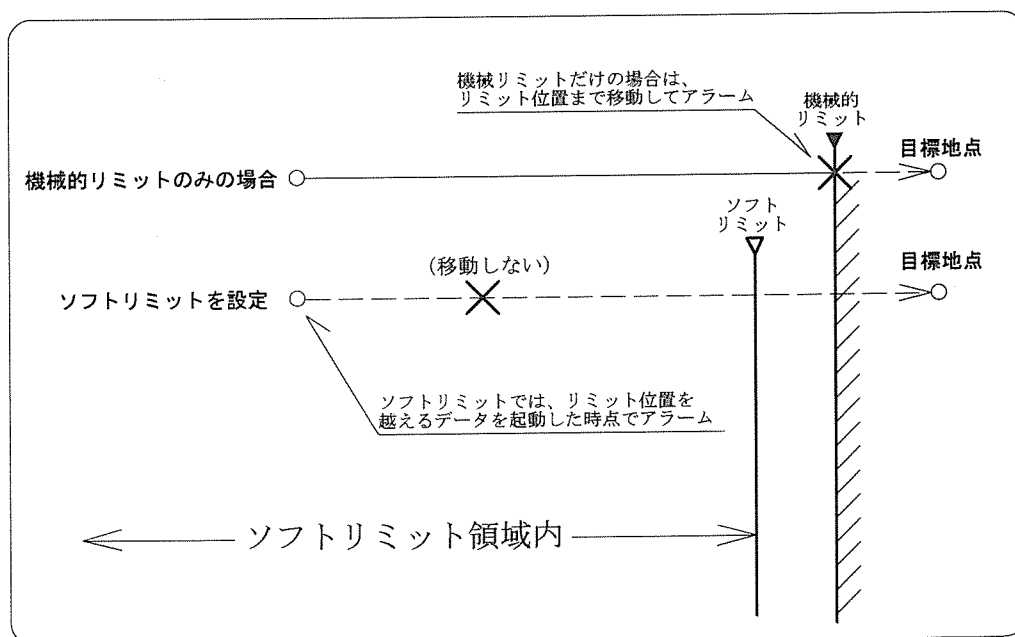 機械リミットだけの場合は、
リミット位置まで移動してアラーム
機械的
リミット
目標地点
機械的リミットのみの場合
ソフト
リミット
目標地点
(移動しない)
ソフトリミットを設定
ソフトリミットでは、リミット位置を
越えるデータを起動した時点でアラーム
ソフトリミット領域内